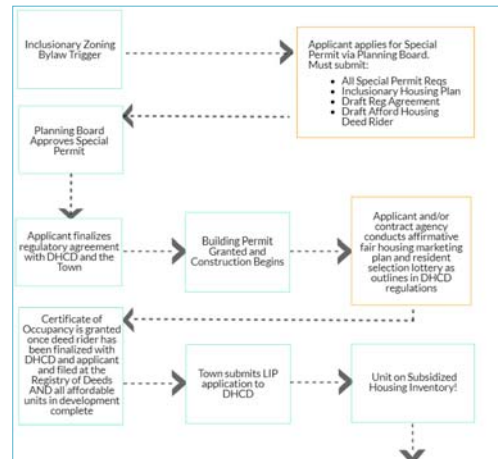 Inclusionary Zoning
Bylaw Trigger
Applicant applies for Special
Permit via Planning Board.
Must submit:
• All Special Permit Reqs
• Inclusionary Housing Plan
• Draft Reg Agreement
• Draft Afford Housing
Deed Rider
Planning Board
Approves Special
Permit
Applicant finalizes
regulatory agreement
with DHCD and the
Town
Building Permit
Granted and
Construction Begins
Applicant and/or
contract agency
conducts affirmative
fair housing marketing
plan and resident
selection lottery as
outlines in DHCD
regulations
Certificate of
Occupancy is granted
once deed rider has
been finalized with
DHCD and applicant
and filed at the
Registry of Deeds
AND all affordable
units in development
complete
Town submits LIP
application to
DHCD
Unit on Subsidized
Housing Inventory!